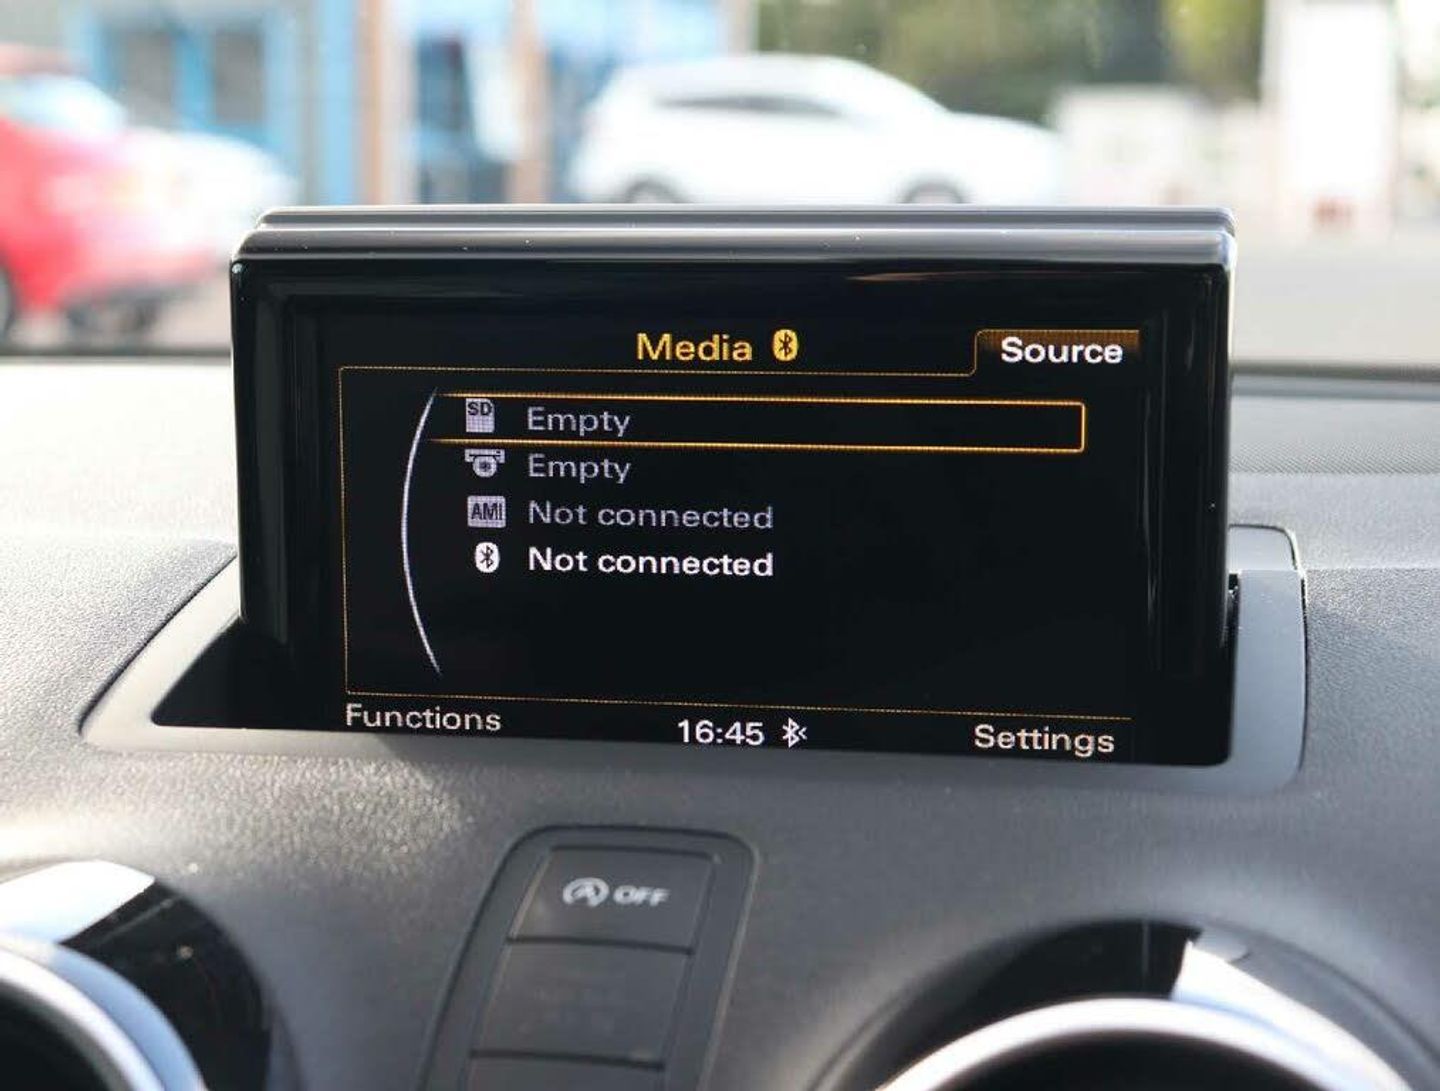 Media
Source
SD Empty
Empty
AMI Not connected
Not connected
Functions
16:45
Settings
OFF